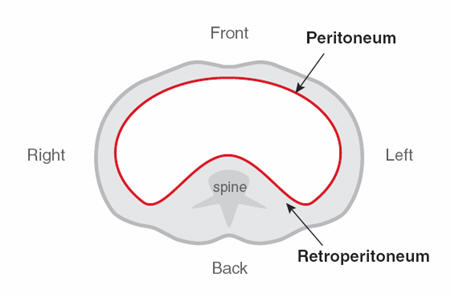 Front
Peritoneum
Right
Left
spine
Retroperitoneum
Back